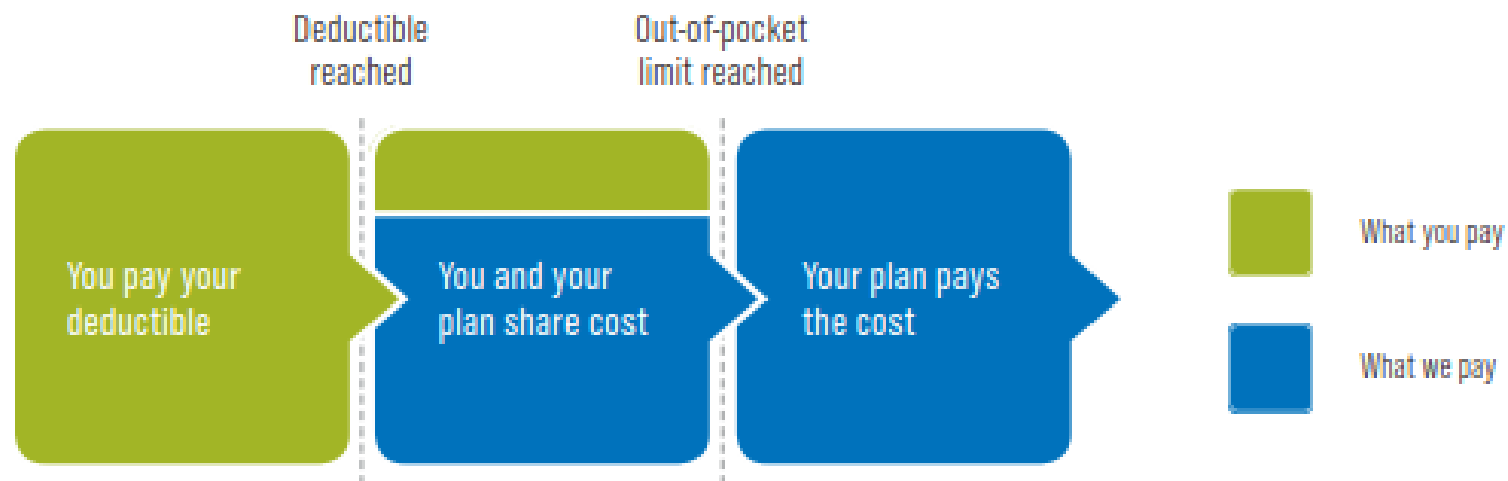 Deductible
reached
Out-of-pocket
limit reached
You pay your
deductible
You and your
plan share cost
Your plan pays
the cost
What you pay
What we pay